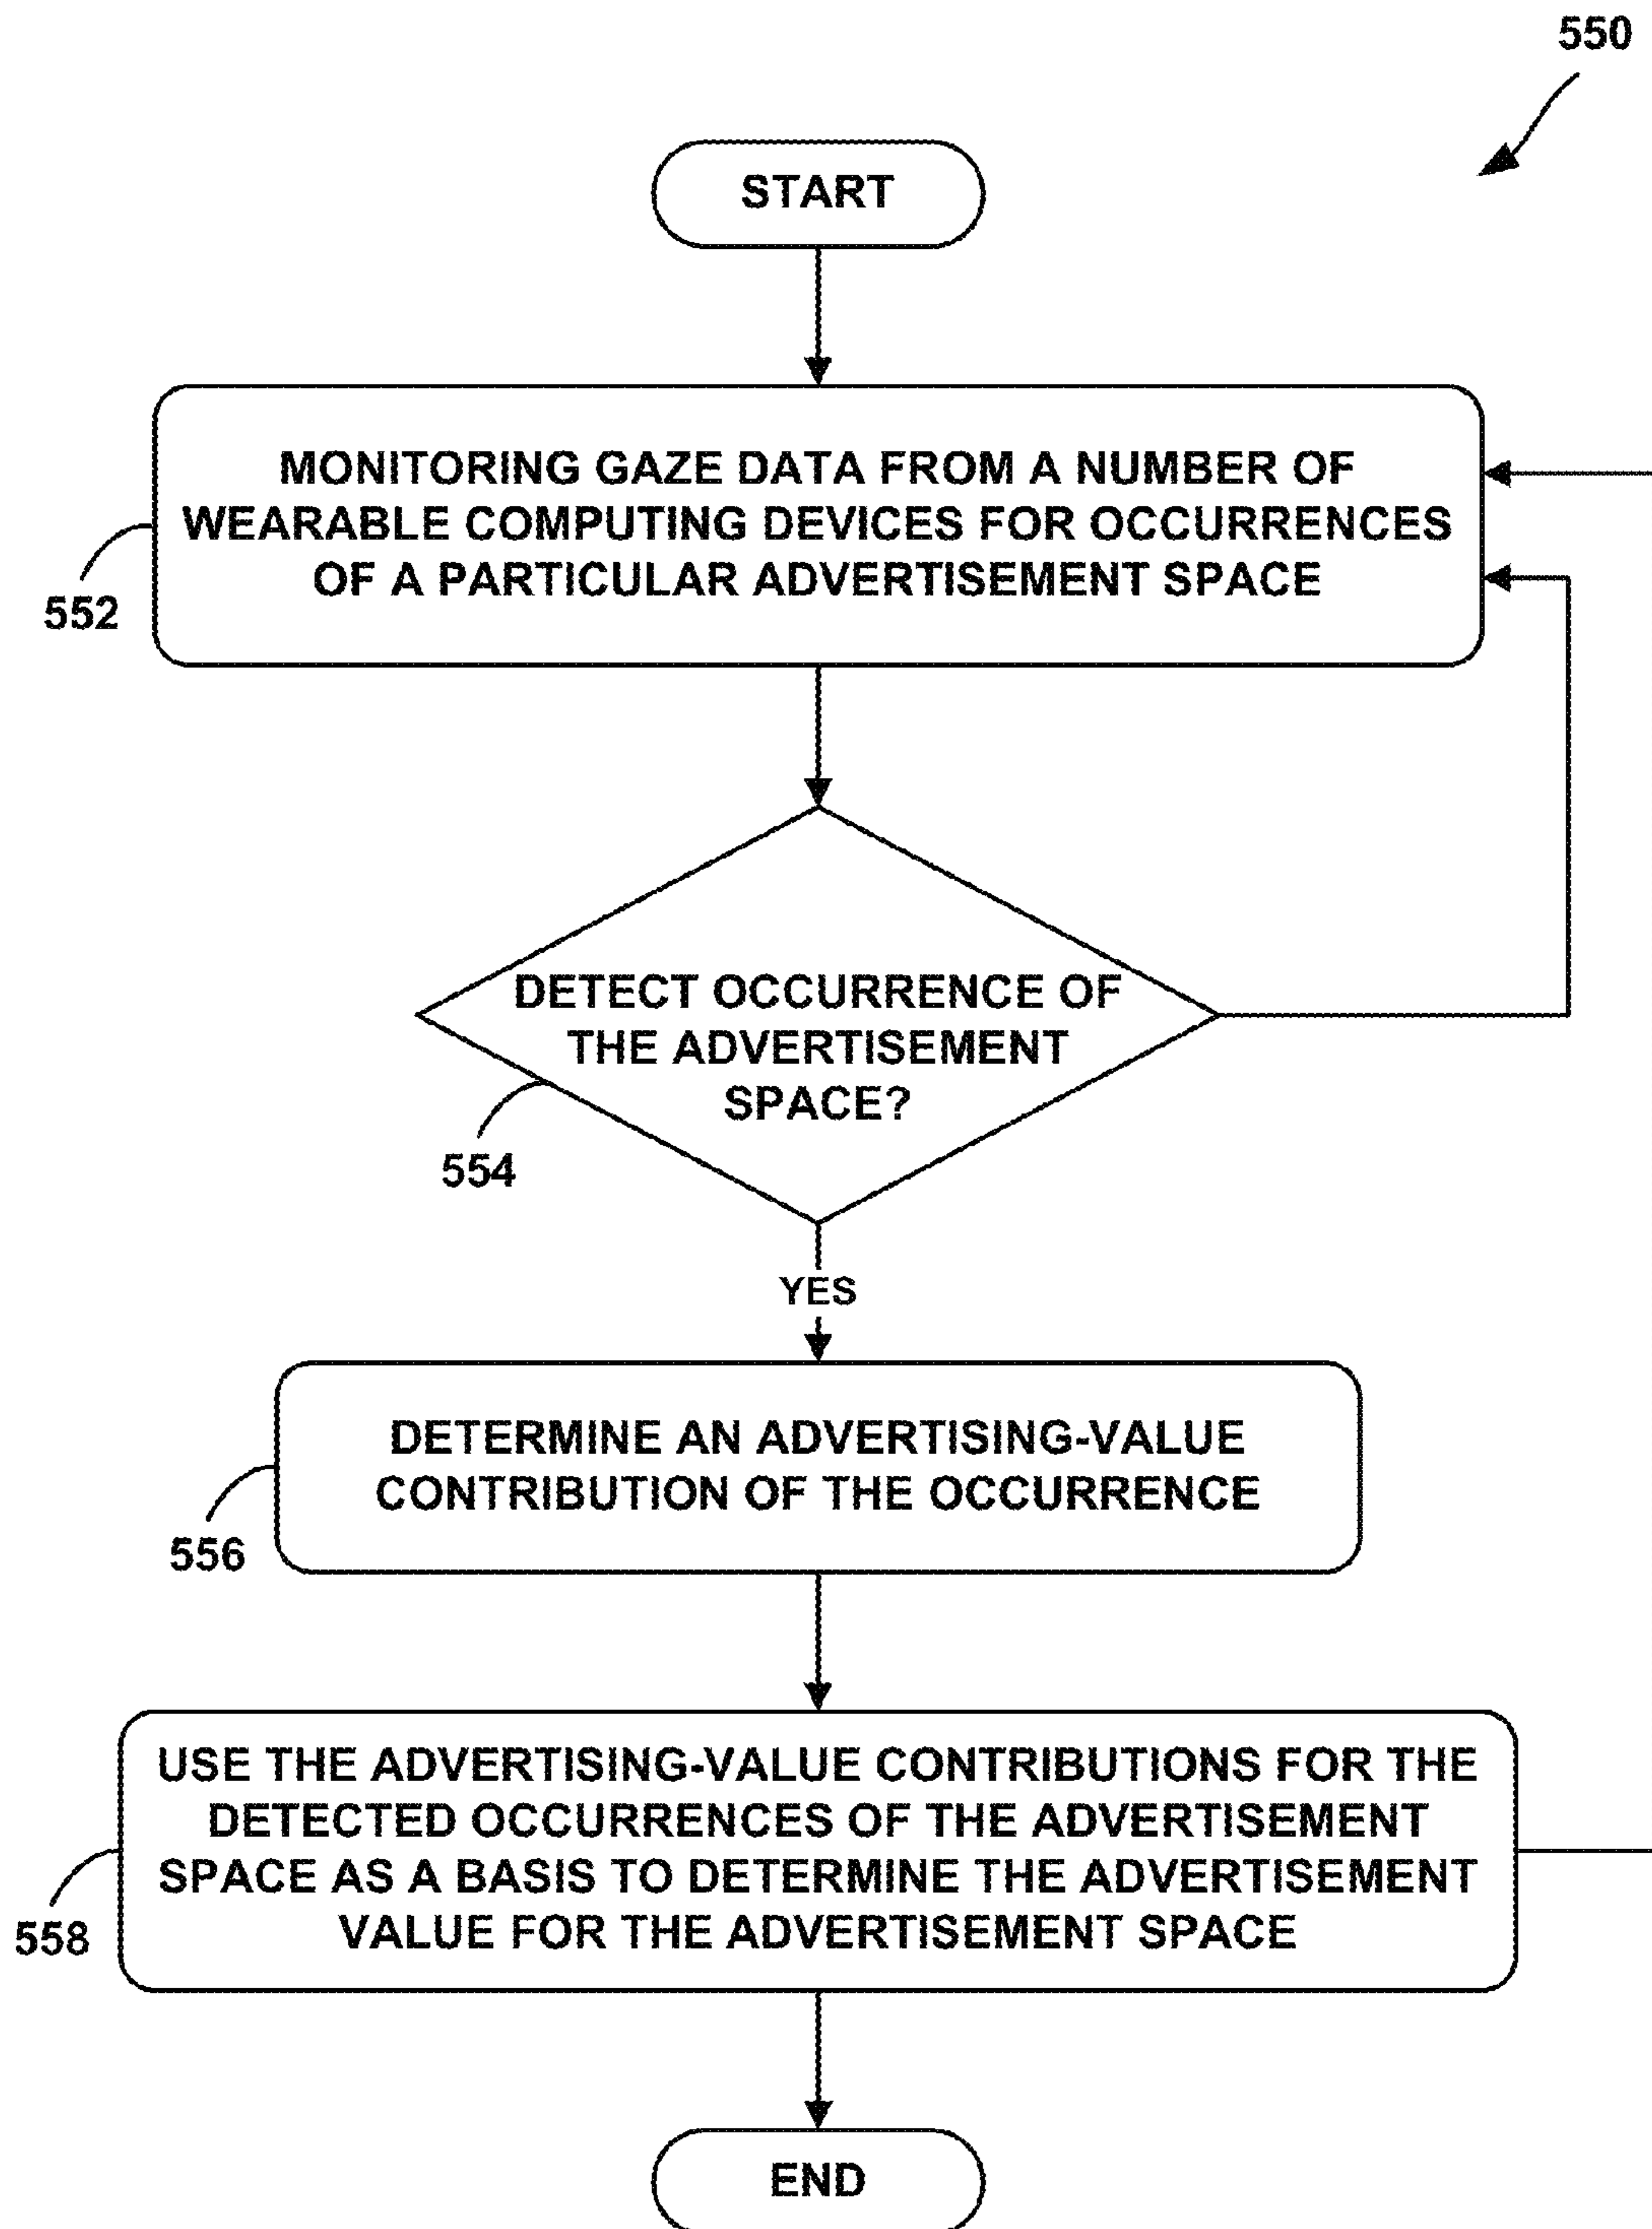 550
START
MONITORING GAZE DATA FROM A NUMBER OF
WEARABLE COMPUTING DEVICES FOR OCCURRENCES
OF A PARTICULAR ADVERTISEMENT SPACE
552
DETECT OCCURRENCE OF
THE ADVERTISEMENT
SPACE?
554
YES
DETERMINE AN ADVERTISING-VALUE
CONTRIBUTION OF THE OCCURRENCE
556
USE THE ADVERTISING-VALUE CONTRIBUTIONS FOR THE
DETECTED OCCURRENCES OF THE ADVERTISEMENT
SPACE AS A BASIS TO DETERMINE THE ADVERTISEMENT
VALUE FOR THE ADVERTISEMENT SPACE
558
END